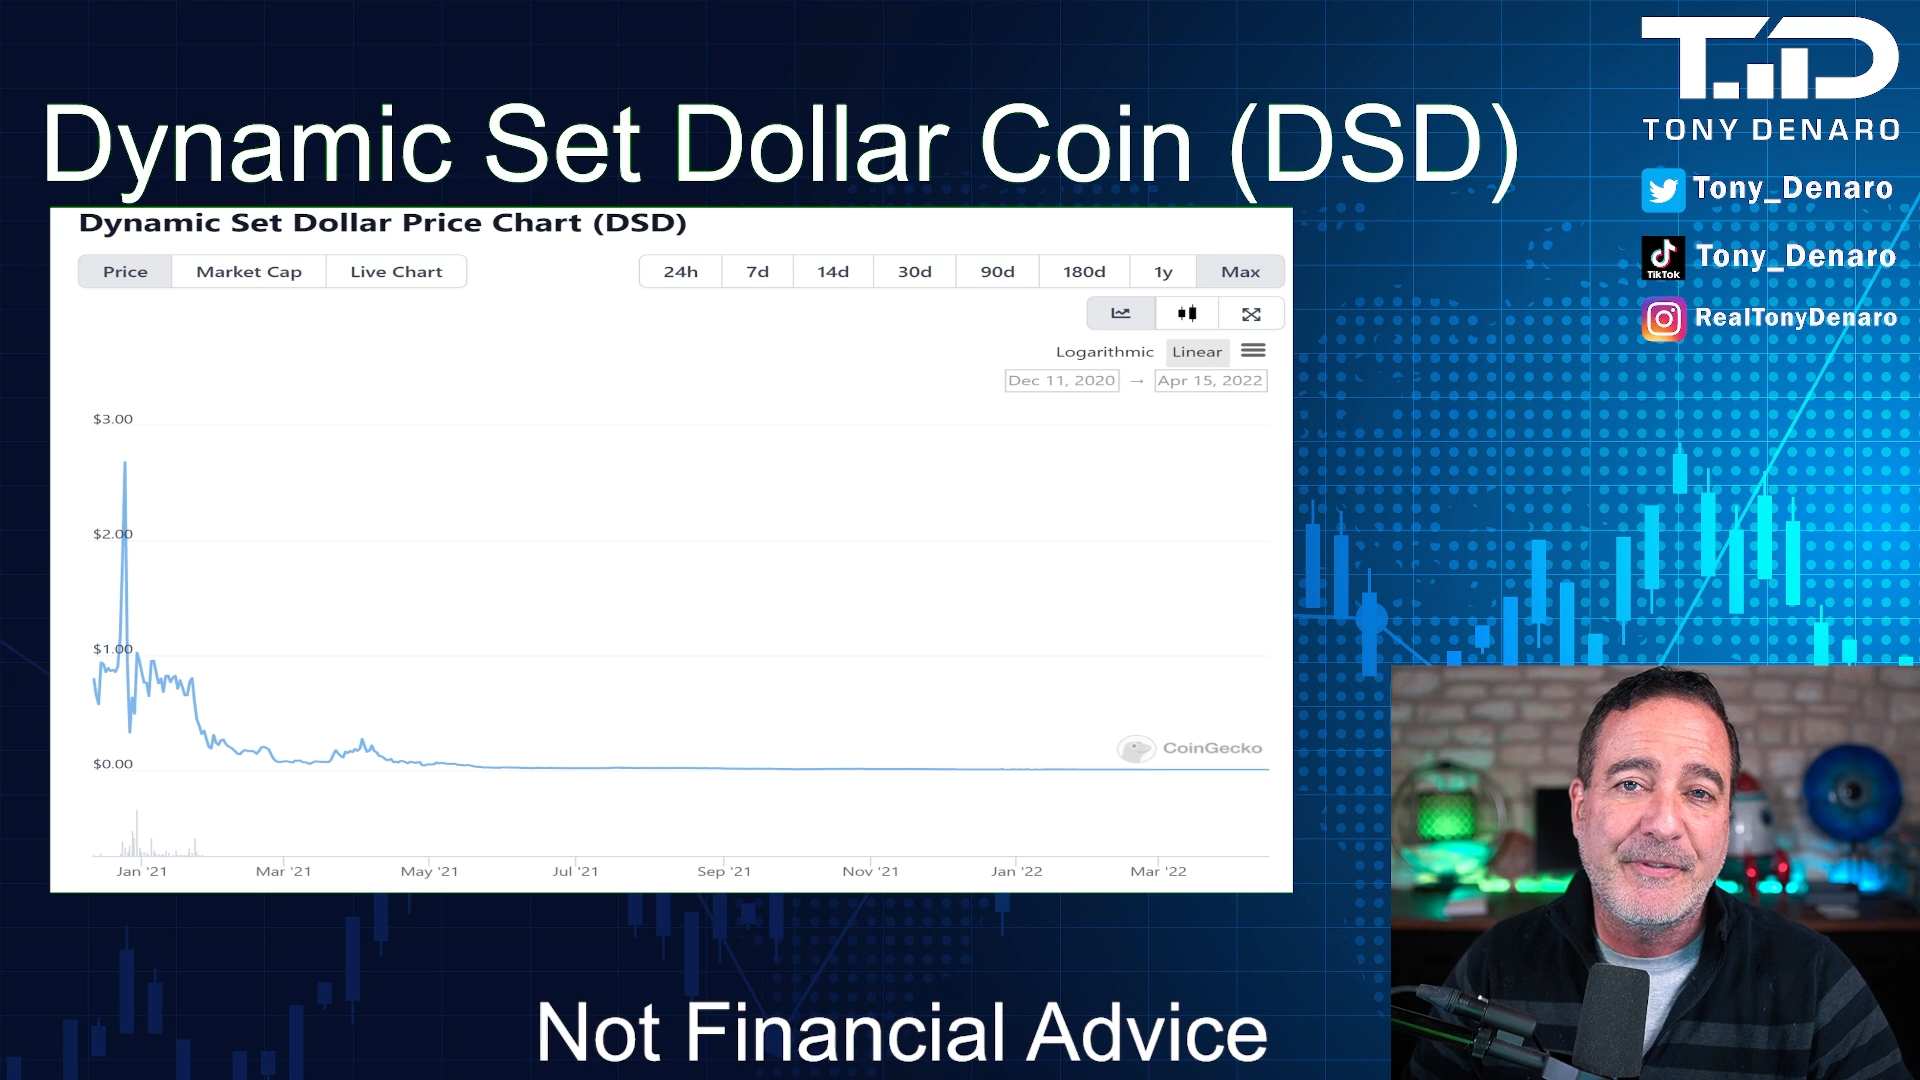 Dynamic Set Dollar Coin (DSD)
TONY DENARO
Tony_Denaro
TikTok
Tony_Denaro
RealTonyDenaro
Dynamic Set Dollar Price Chart (DSD)
Price Market Cap Live Chart 24h 7d 14d 30d 90d 180d 1y Max
Logarithmic Linear
Dec 11, 2020 → Apr 15, 2022
$3.00
$2.00
$1.00
$0.00
CoinGecko
Jan '21 Mar '21 May '21 Jul '21 Sep '21 Nov '21 Jan '22 Mar '22
Not Financial Advice